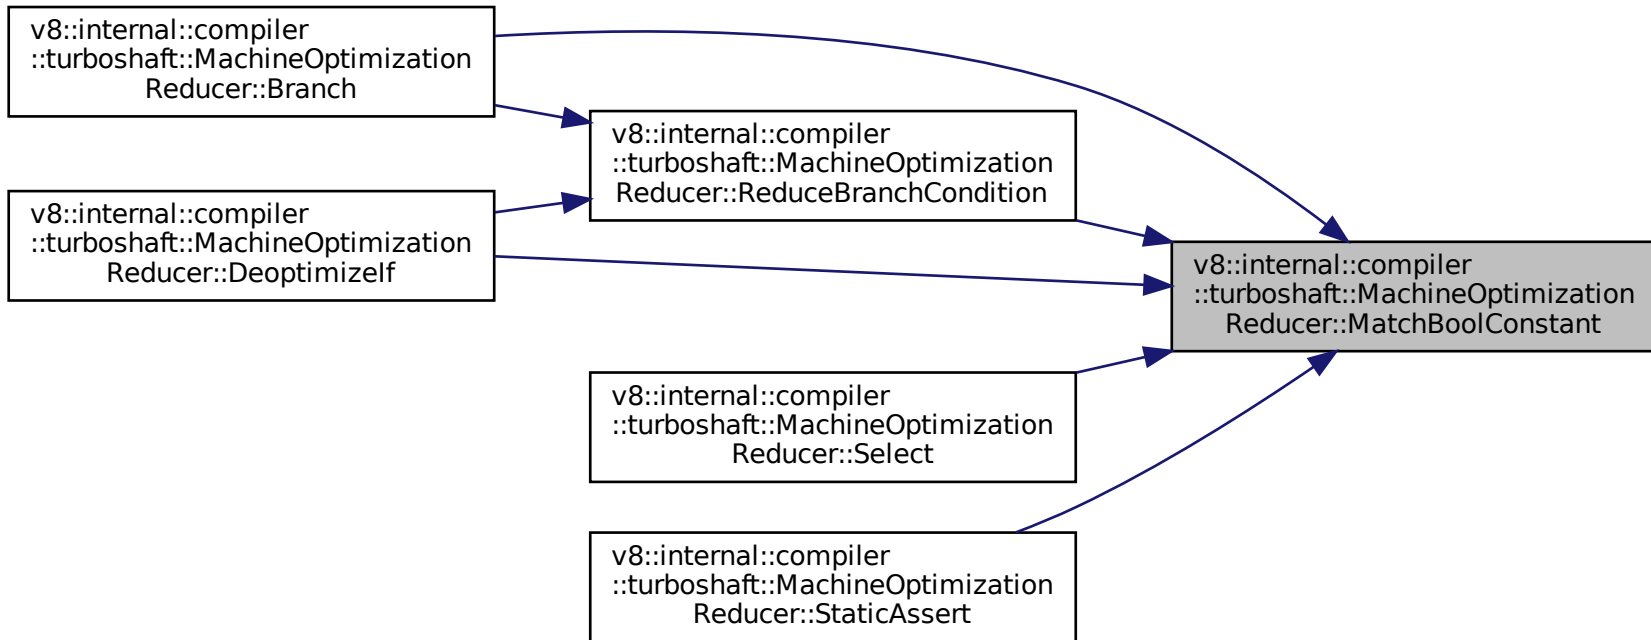 v8::internal::compiler
::turboshaft::MachineOptimization
Reducer::Branch
v8::internal::compiler
::turboshaft::MachineOptimization
Reducer::ReduceBranchCondition
v8::internal::compiler
::turboshaft::MachineOptimization
Reducer::DeoptimizeIf
v8::internal::compiler
::turboshaft::MachineOptimization
Reducer::MatchBoolConstant
v8::internal::compiler
::turboshaft::MachineOptimization
Reducer::Select
v8::internal::compiler
::turboshaft::MachineOptimization
Reducer::StaticAssert